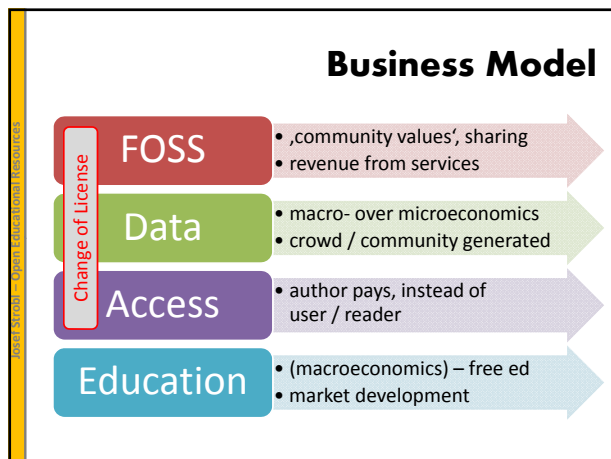 Business Model
Josef Strobl – Open Educational Resources
Change of License
FOSS
• ‚community values‘, sharing
• revenue from services
Data
• macro- over microeconomics
• crowd / community generated
Access
• author pays, instead of
user / reader
Education
• (macroeconomics) – free ed
• market development